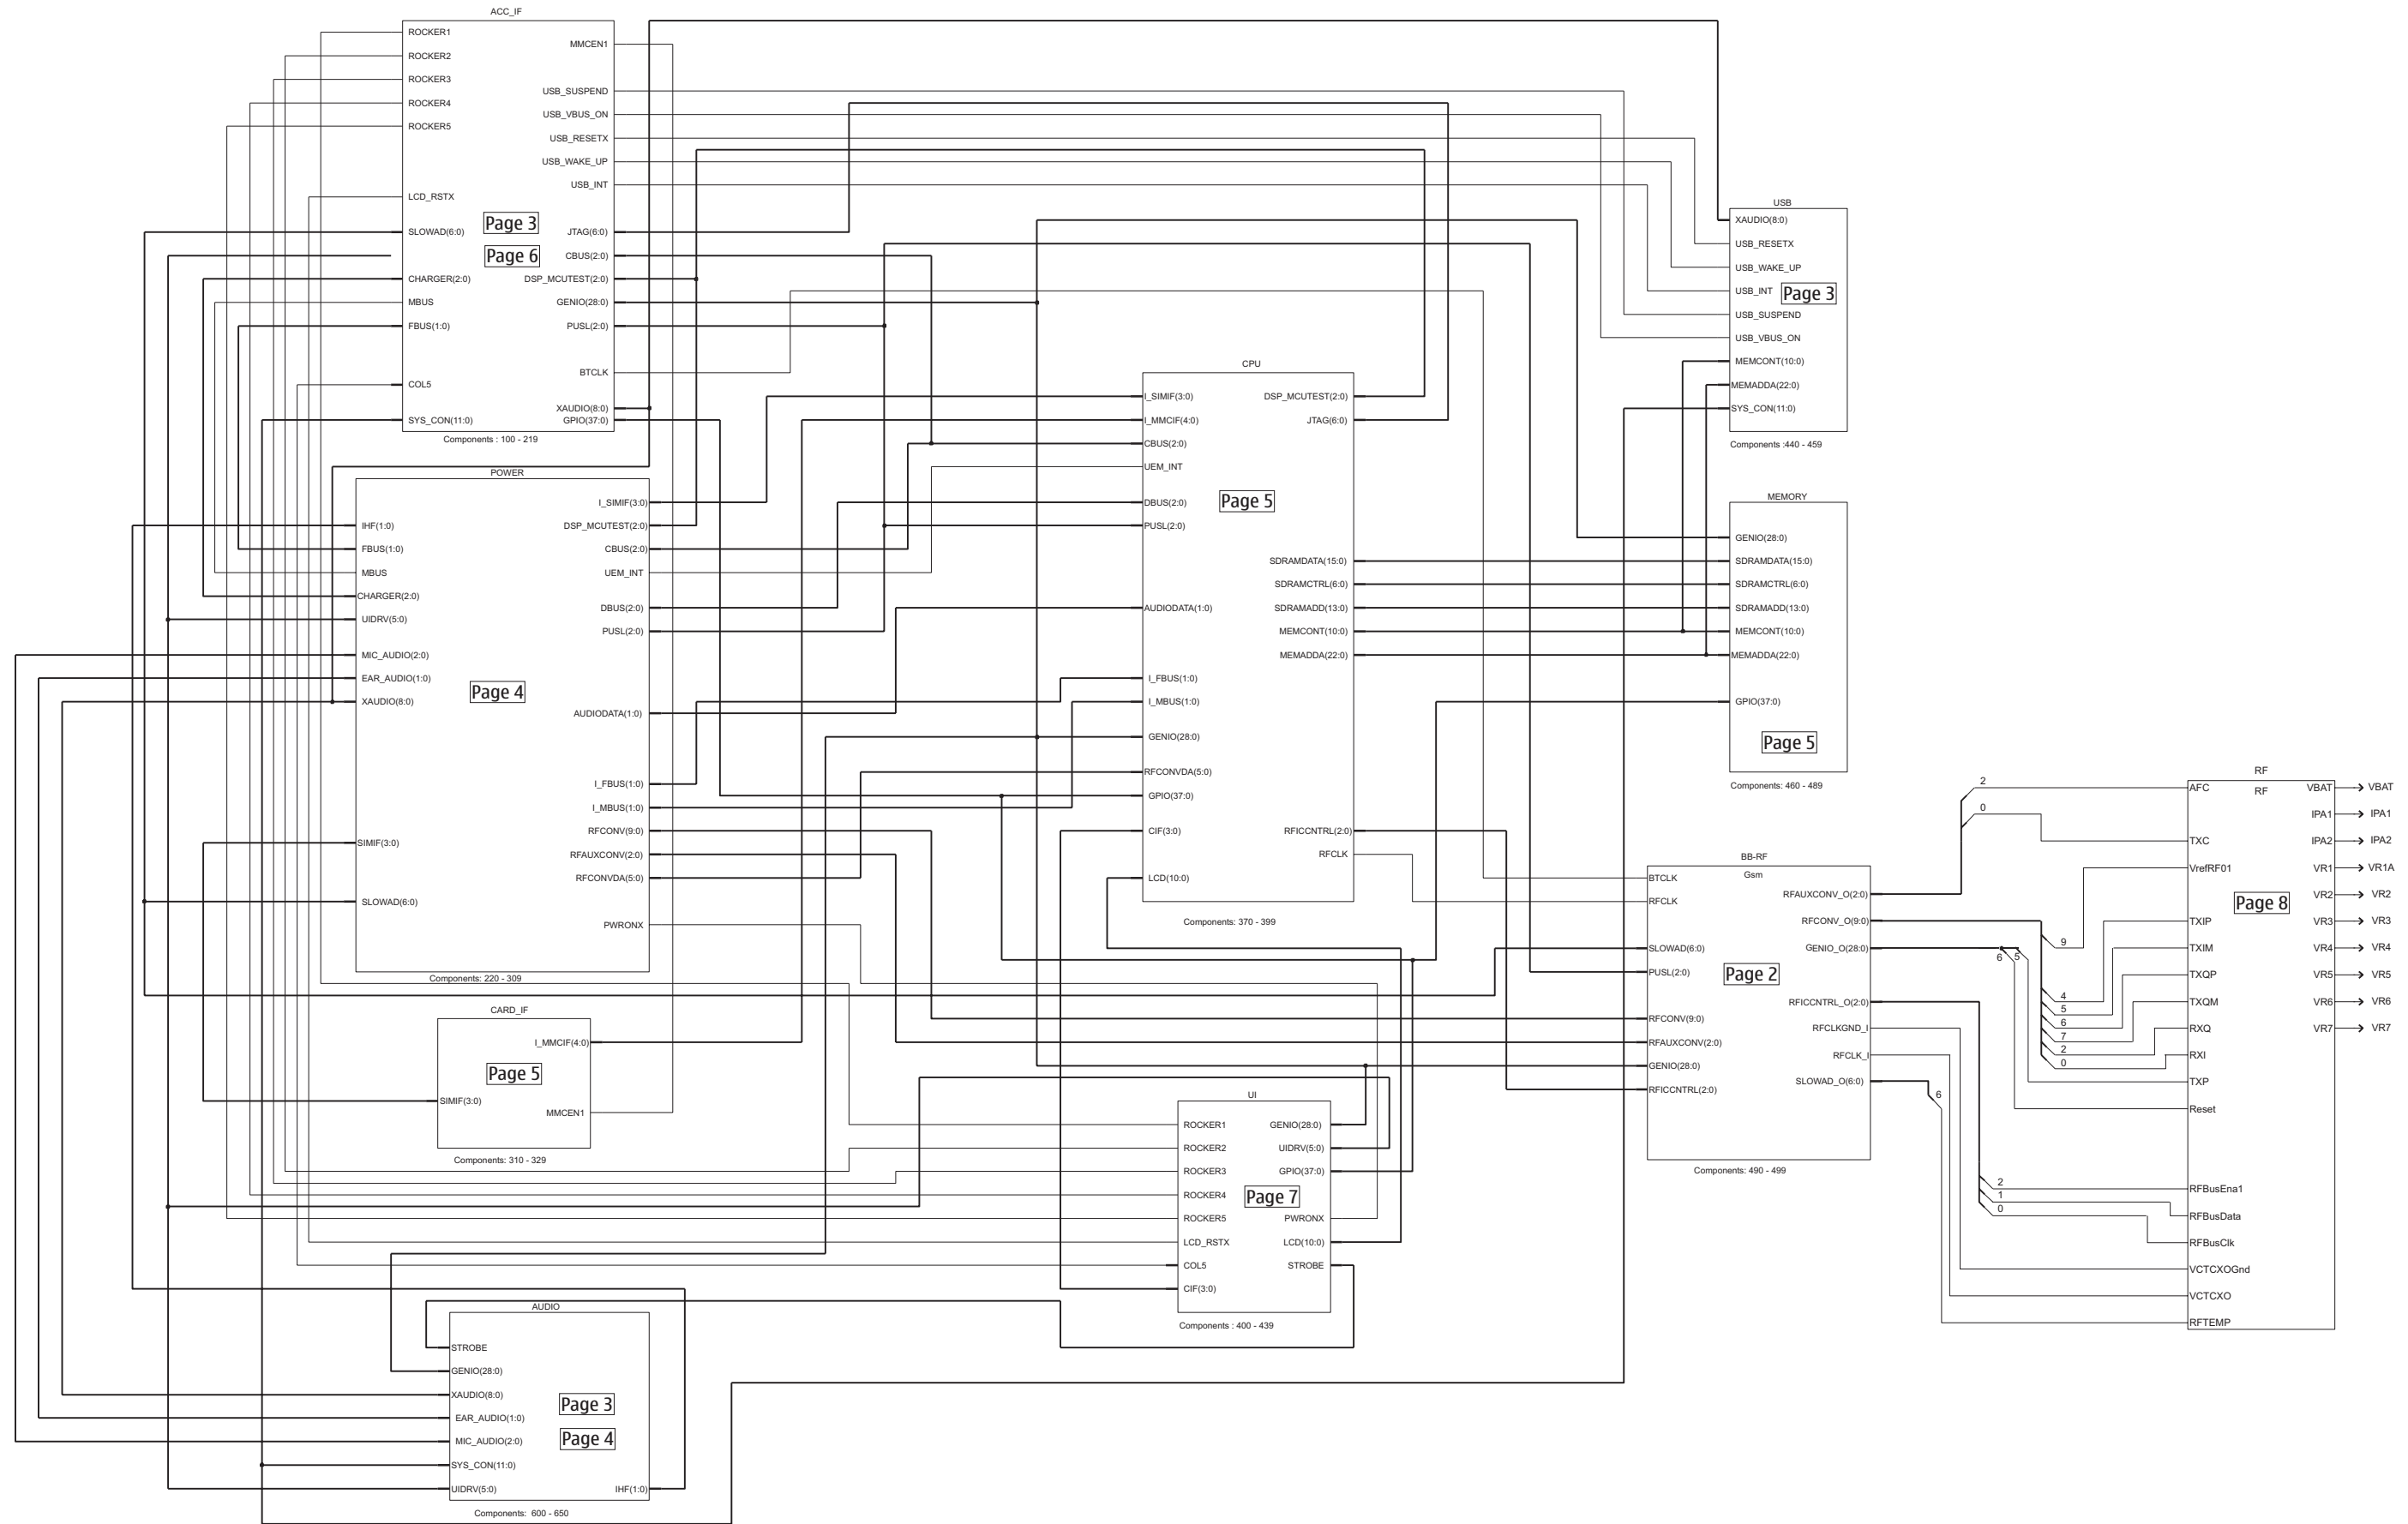 ACC_IF
ROCKER1
ROCKER2
ROCKER3
ROCKER4
ROCKER5
LCD_RSTX
SLOWAD(6:0)
CHARGER(2:0)
MBUS
FBUS(1:0)
COL5
SYS_CON(11:0)
MMCEN1
USB_SUSPEND
USB_VBUS_ON
USB_RESETX
USB_WAKE_UP
USB_INT
JTAG(6:0)
CBUS(2:0)
DSP_MCUTEST(2:0)
GENIO(28:0)
PUSL(2:0)
BTCLK
XAUDIO(8:0)
GPIO(37:0)
Page 3
Page 6
Components : 100 - 219
POWER
IHF(1:0)
FBUS(1:0)
MBUS
CHARGER(2:0)
UIDRV(5:0)
MIC_AUDIO(2:0)
EAR_AUDIO(1:0)
XAUDIO(8:0)
SIMIF(3:0)
SLOWAD(6:0)
I_SIMIF(3:0)
DSP_MCUTEST(2:0)
CBUS(2:0)
UEM_INT
DBUS(2:0)
PUSL(2:0)
AUDIODATA(1:0)
I_FBUS(1:0)
I_MBUS(1:0)
RFCONV(9:0)
RFAUXCONV(2:0)
RFCONVDA(5:0)
PWRONX
Page 4
Components: 220 - 309
CARD_IF
I_MMCIF(4:0)
Page 5
SIMIF(3:0)
MMCEN1
Components: 310 - 329
AUDIO
STROBE
GENIO(28:0)
XAUDIO(8:0)
EAR_AUDIO(1:0)
MIC_AUDIO(2:0)
SYS_CON(11:0)
UIDRV(5:0)
IHF(1:0)
Page 3
Page 4
Components: 600 - 650
CPU
I_SIMIF(3:0)
I_MMCIF(4:0)
CBUS(2:0)
UEM_INT
DBUS(2:0)
PUSL(2:0)
AUDIODATA(1:0)
I_FBUS(1:0)
I_MBUS(1:0)
GENIO(28:0)
RFCONVDA(5:0)
GPIO(37:0)
CIF(3:0)
LCD(10:0)
DSP_MCUTEST(2:0)
JTAG(6:0)
SDRAMDATA(15:0)
SDRAMCTRL(6:0)
SDRAMADD(13:0)
MEMCONT(10:0)
MEMADDA(22:0)
RFICCNTRL(2:0)
RFCLK
Page 5
Components: 370 - 399
UI
ROCKER1
ROCKER2
ROCKER3
ROCKER4
ROCKER5
LCD_RSTX
COL5
CIF(3:0)
GENIO(28:0)
UIDRV(5:0)
GPIO(37:0)
PWRONX
LCD(10:0)
STROBE
Page 7
Components : 400 - 439
USB
XAUDIO(8:0)
USB_RESETX
USB_WAKE_UP
USB_INT
USB_SUSPEND
USB_VBUS_ON
MEMCONT(10:0)
MEMADDA(22:0)
SYS_CON(11:0)
Page 3
Components :440 - 459
MEMORY
GENIO(28:0)
SDRAMDATA(15:0)
SDRAMCTRL(6:0)
SDRAMADD(13:0)
MEMCONT(10:0)
MEMADDA(22:0)
GPIO(37:0)
Page 5
Components: 460 - 489
BB-RF
Gsm
BTCLK
RFCLK
SLOWAD(6:0)
PUSL(2:0)
RFCONV(9:0)
RFAUXCONV(2:0)
GENIO(28:0)
RFICCNTRL(2:0)
RFAUXCONV_O(2:0)
RFCONV_O(9:0)
GENIO_O(28:0)
RFICCNTRL_O(2:0)
RFCLKGND_I
RFCLK_I
SLOWAD_O(6:0)
Page 2
Components: 490 - 499
2
0
9
6
5
4
5
6
7
2
0
6
2
1
0
RF
RF
AFC
TXC
VrefRF01
TXIP
TXIM
TXQP
TXQM
RXQ
RXI
TXP
Reset
RFBusEna1
RFBusData
RFBusClk
VCTCXOGnd
VCTCXO
RFTEMP
Page 8
VBAT VBAT
IPA1 IPA1
IPA2 IPA2
VR1 VR1A
VR2 VR2
VR3 VR3
VR4 VR4
VR5 VR5
VR6 VR6
VR7 VR7